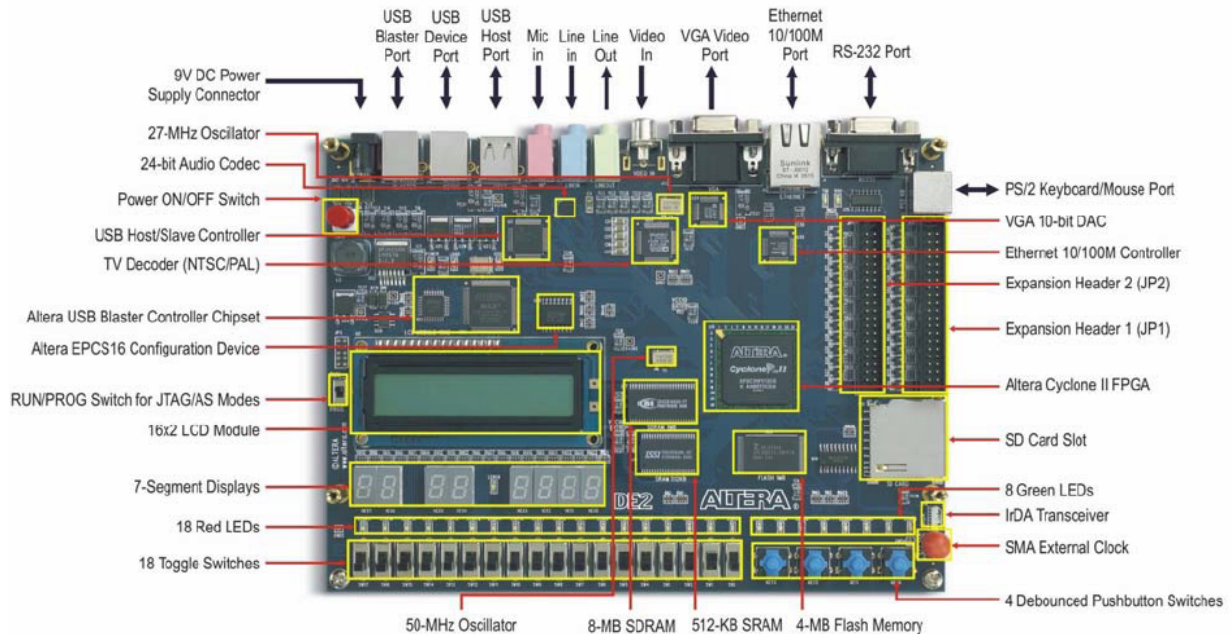 USB
Blaster
Port
USB
Device
Port
USB
Host
Port
Mic
in
Line
in
Line
Out
Video
In
VGA Video
Port
Ethernet
10/100M
Port
RS-232 Port
9V DC Power
Supply Connector
27-MHz Oscillator
24-bit Audio Codec
Power ON/OFF Switch
USB Host/Slave Controller
TV Decoder (NTSC/PAL)
Altera USB Blaster Controller Chipset
Altera EPCS16 Configuration Device
RUN/PROG Switch for JTAG/AS Modes
16x2 LCD Module
7-Segment Displays
18 Red LEDs
18 Toggle Switches
PS/2 Keyboard/Mouse Port
VGA 10-bit DAC
Ethernet 10/100M Controller
Expansion Header 2 (JP2)
Expansion Header 1 (JP1)
Altera Cyclone II FPGA
SD Card Slot
8 Green LEDs
IrDA Transceiver
SMA External Clock
4 Debounced Pushbutton Switches
50-MHz Oscillator
8-MB SDRAM
512-KB SRAM
4-MB Flash Memory
ALTERA
Cyclone II
DE2
ALTERA
SD CARD